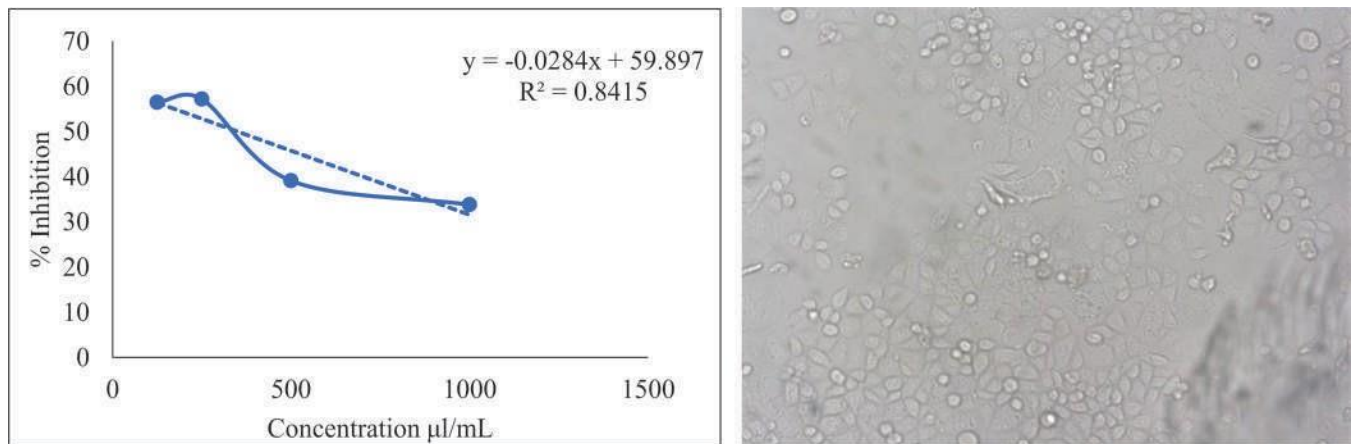 70
60
50
40
30
20
10
0
% Inhibition
y = -0.0284x + 59.897
R² = 0.8415
0 500 1000 1500
Concentration µl/mL